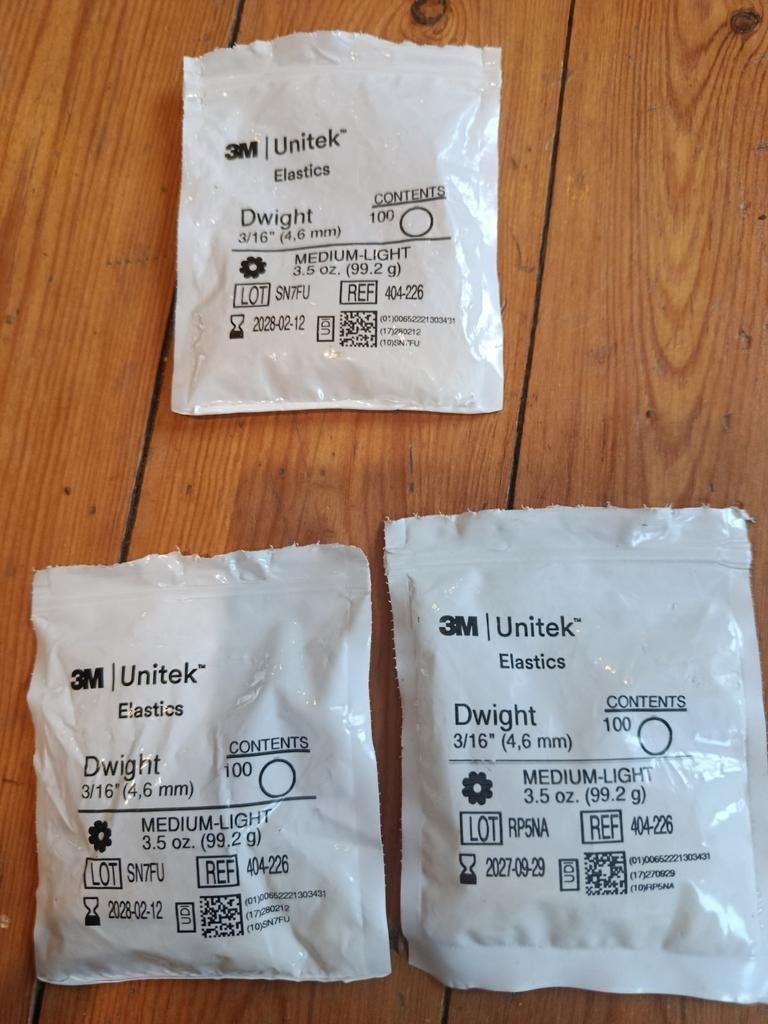 3M | Unitek™
Elastics
CONTENTS
Dwight 100
3/16" (4,6 mm)
MEDIUM-LIGHT
3.5 oz. (99.2 g)
LOT SN7FU REF 404-226
2028-02-12 UDI (01)00652221303431
(17)280212
(10)SN7FU
3M | Unitek™
Elastics
CONTENTS
Dwight 100
3/16" (4,6 mm)
MEDIUM-LIGHT
3.5 oz. (99.2 g)
LOT SN7FU REF 404-226
2028-02-12 UDI (01)00652221303431
(17)280212
(10)SN7FU
3M | Unitek™
Elastics
CONTENTS
Dwight 100
3/16" (4,6 mm)
MEDIUM-LIGHT
3.5 oz. (99.2 g)
LOT RP5NA REF 404-226
2027-09-29 UDI (01)00652221303431
(17)270929
(10)RP5NA